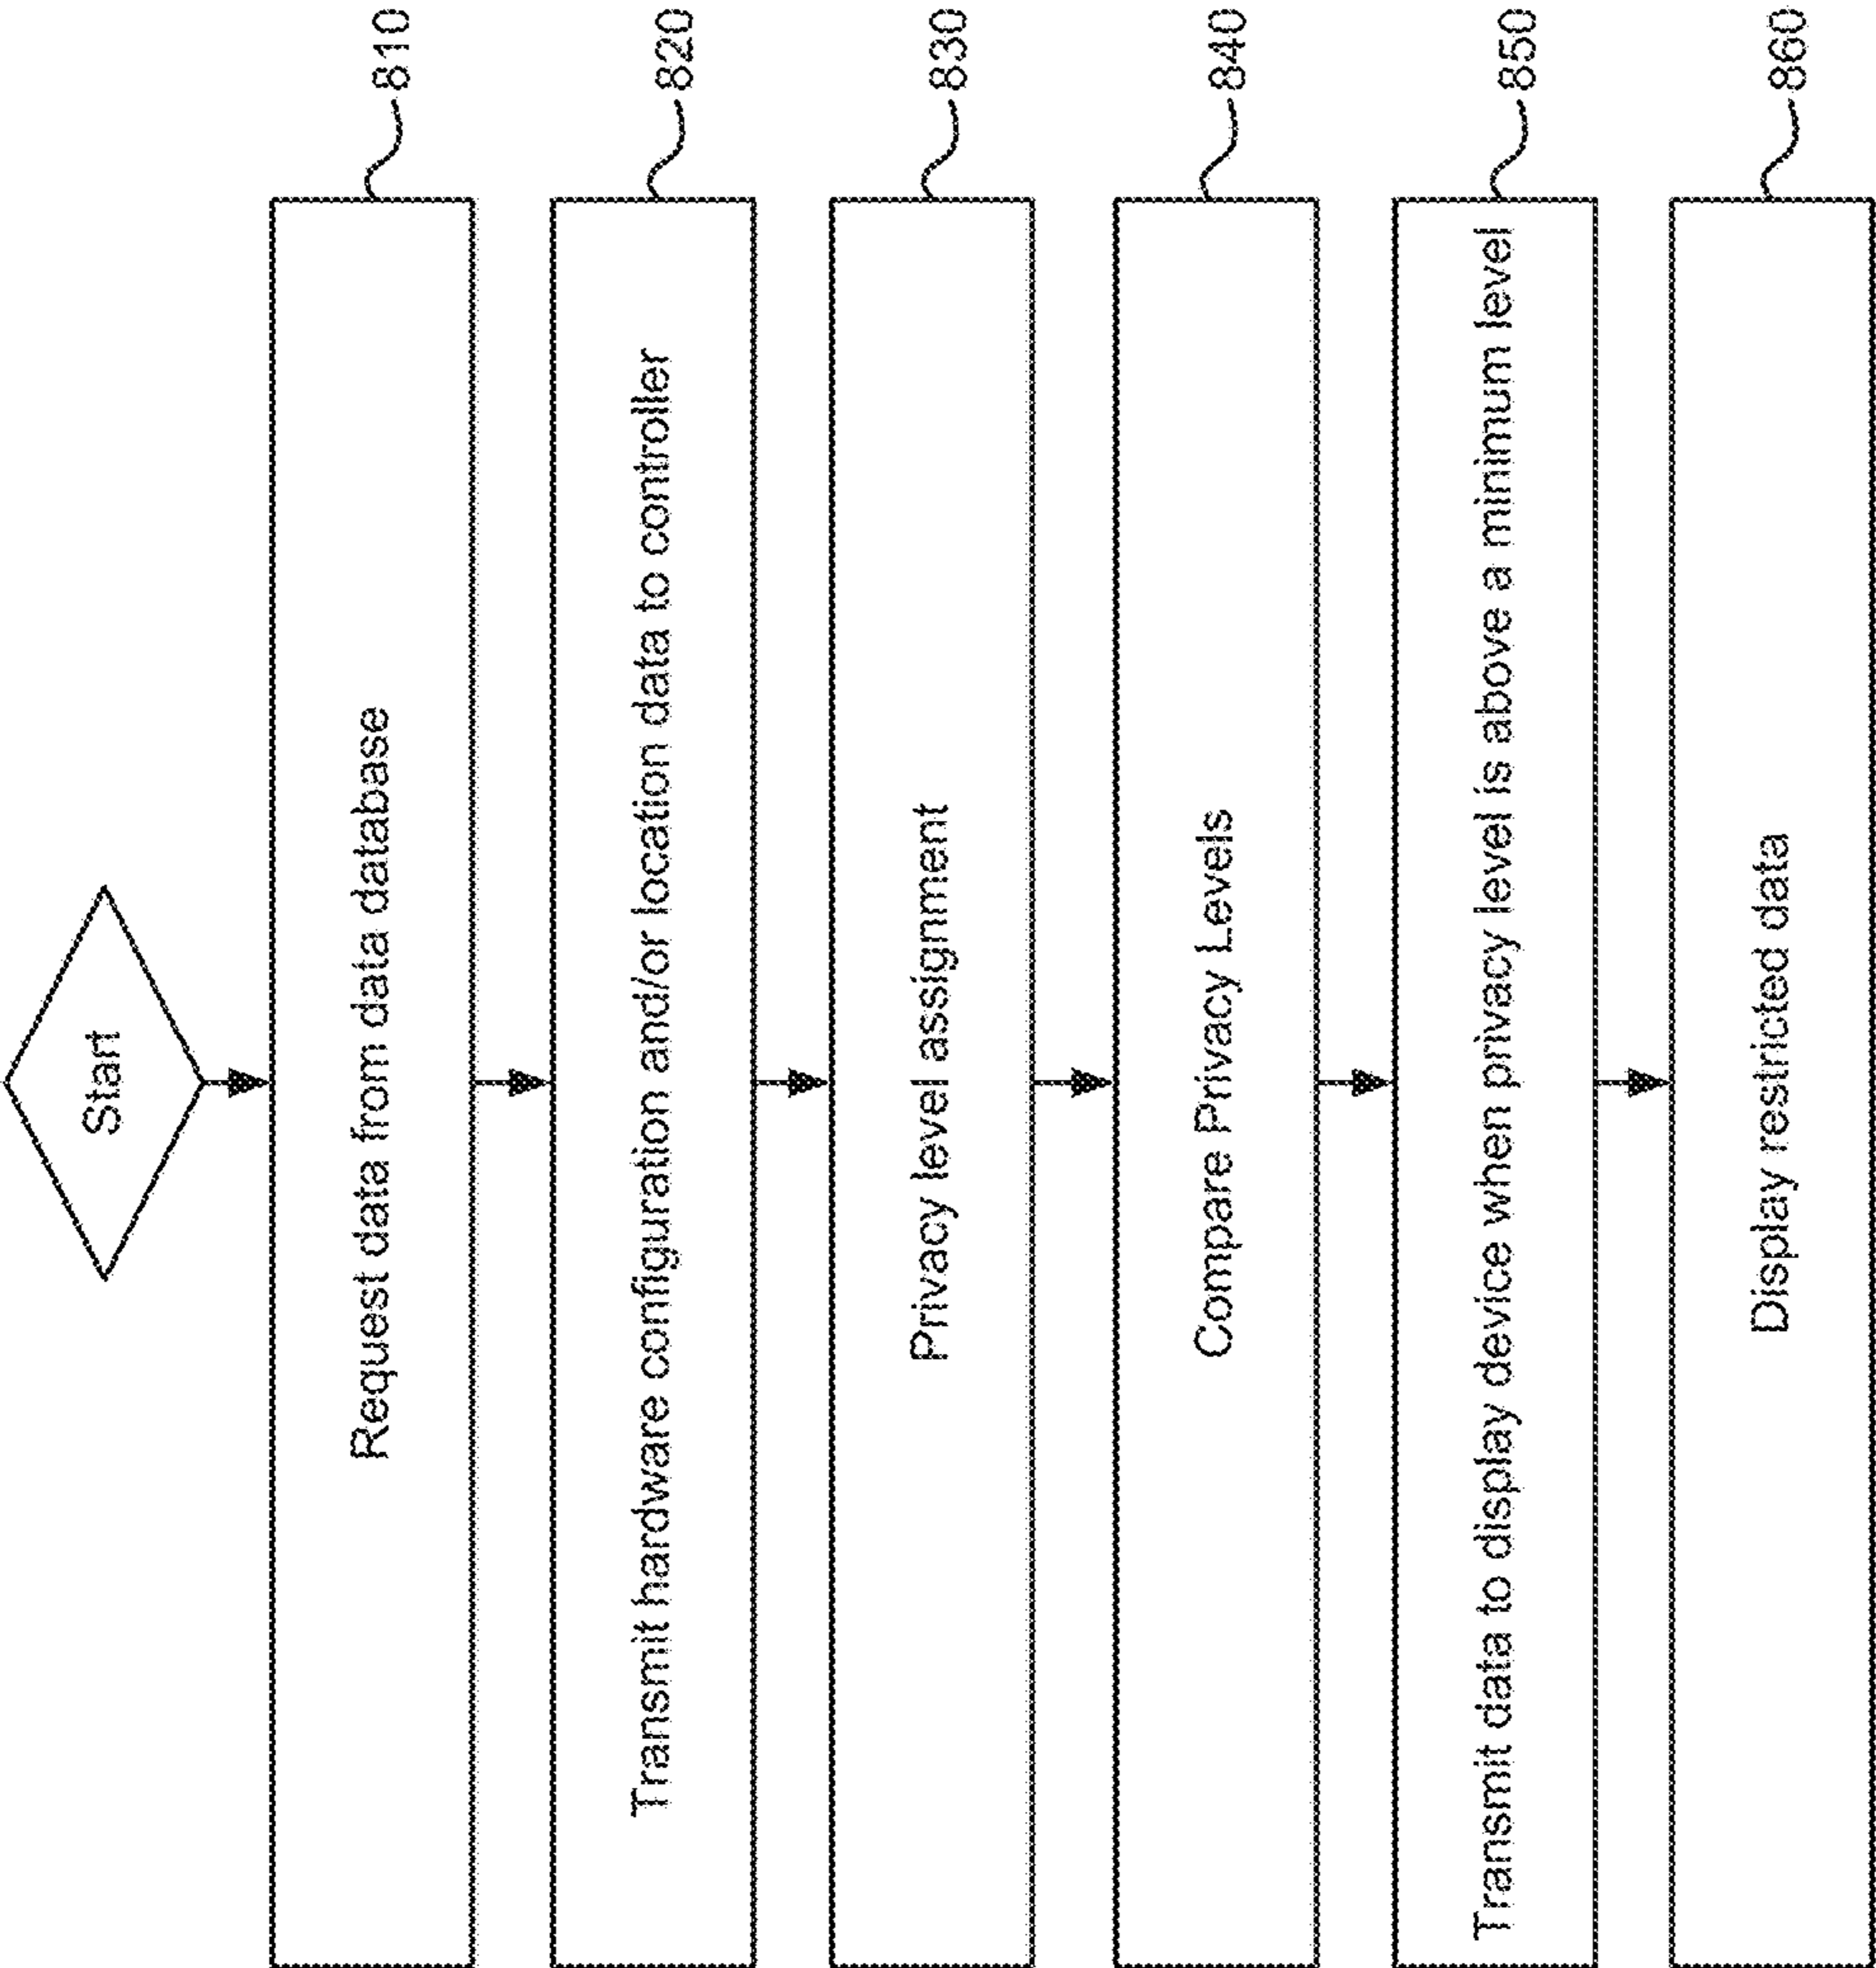 Start
Request data from data database
810
Transmit hardware configuration and/or location data to controller
820
Privacy level assignment
830
Compare Privacy Levels
840
Transmit data to display device when privacy level is above a minimum level
850
Display restricted data
860